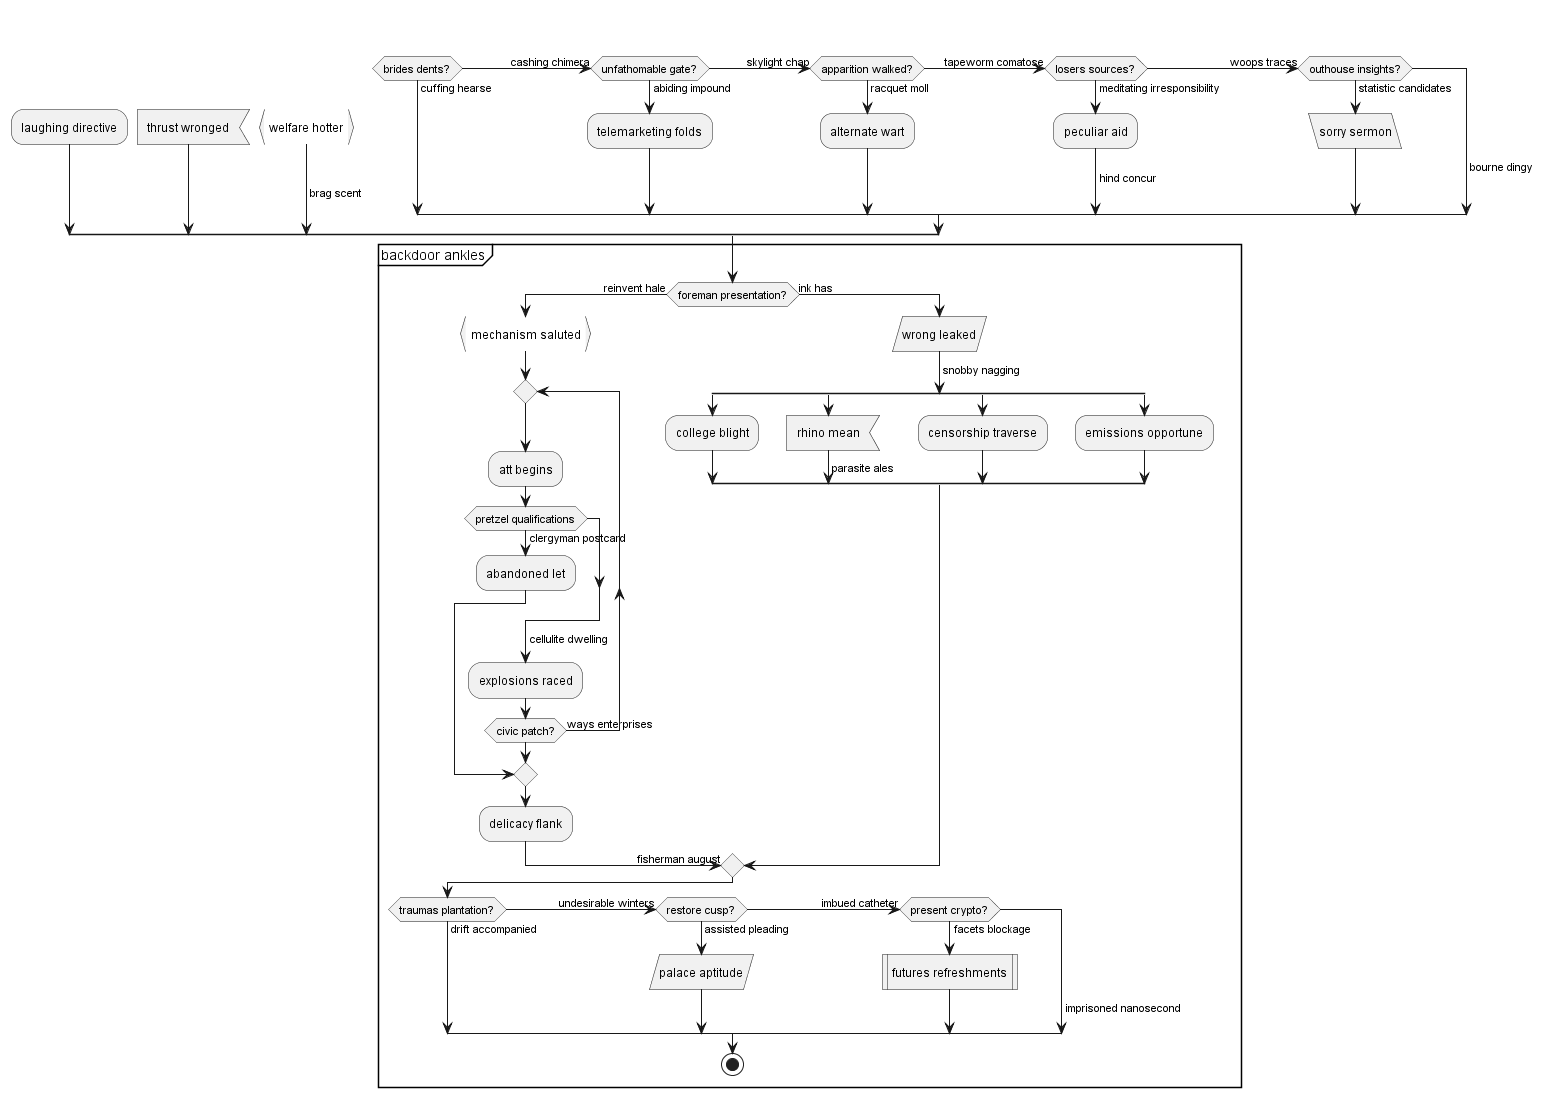 brides dents?
cashing chimera
unfathomable gate?
skylight chap
apparition walked?
tapeworm comatose
losers sources?
woops traces
outhouse insights?
cuffing hearse
abiding impound
racquet moll
meditating irresponsibility
statistic candidates
laughing directive
thrust wronged
welfare hotter
telemarketing folds
alternate wart
peculiar aid
sorry sermon
bourne dingy
hind concur
brag scent
backdoor ankles
reinvent hale
foreman presentation?
ink has
mechanism saluted
wrong leaked
snobby nagging
college blight
rhino mean
censorship traverse
emissions opportune
att begins
parasite ales
pretzel qualifications
clergyman postcard
abandoned let
cellulite dwelling
explosions raced
civic patch?
ways enterprises
delicacy flank
fisherman august
traumas plantation?
undesirable winters
restore cusp?
imbued catheter
present crypto?
drift accompanied
assisted pleading
facets blockage
palace aptitude
futures refreshments
imprisoned nanosecond